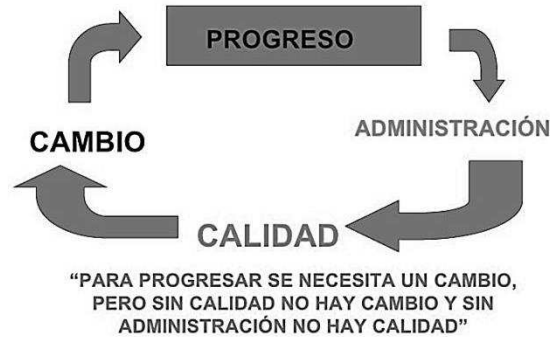 PROGRESO
ADMINISTRACIÓN
CAMBIO
CALIDAD
“PARA PROGRESAR SE NECESITA UN CAMBIO,
PERO SIN CALIDAD NO HAY CAMBIO Y SIN
ADMINISTRACIÓN NO HAY CALIDAD”